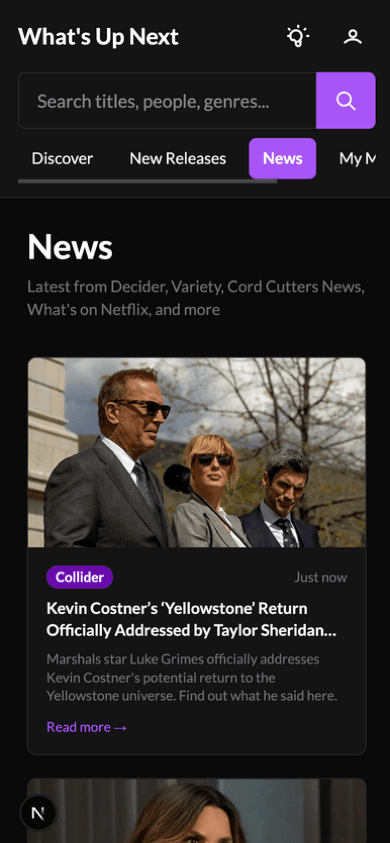 What's Up Next
Search titles, people, genres...
Discover New Releases News My M
News
Latest from Decider, Variety, Cord Cutters News,
What's on Netflix, and more
Collider Just now
Kevin Costner’s ‘Yellowstone’ Return
Officially Addressed by Taylor Sheridan...
Marshals star Luke Grimes officially addresses
Kevin Costner's potential return to the
Yellowstone universe. Find out what he said here.
Read more →
N